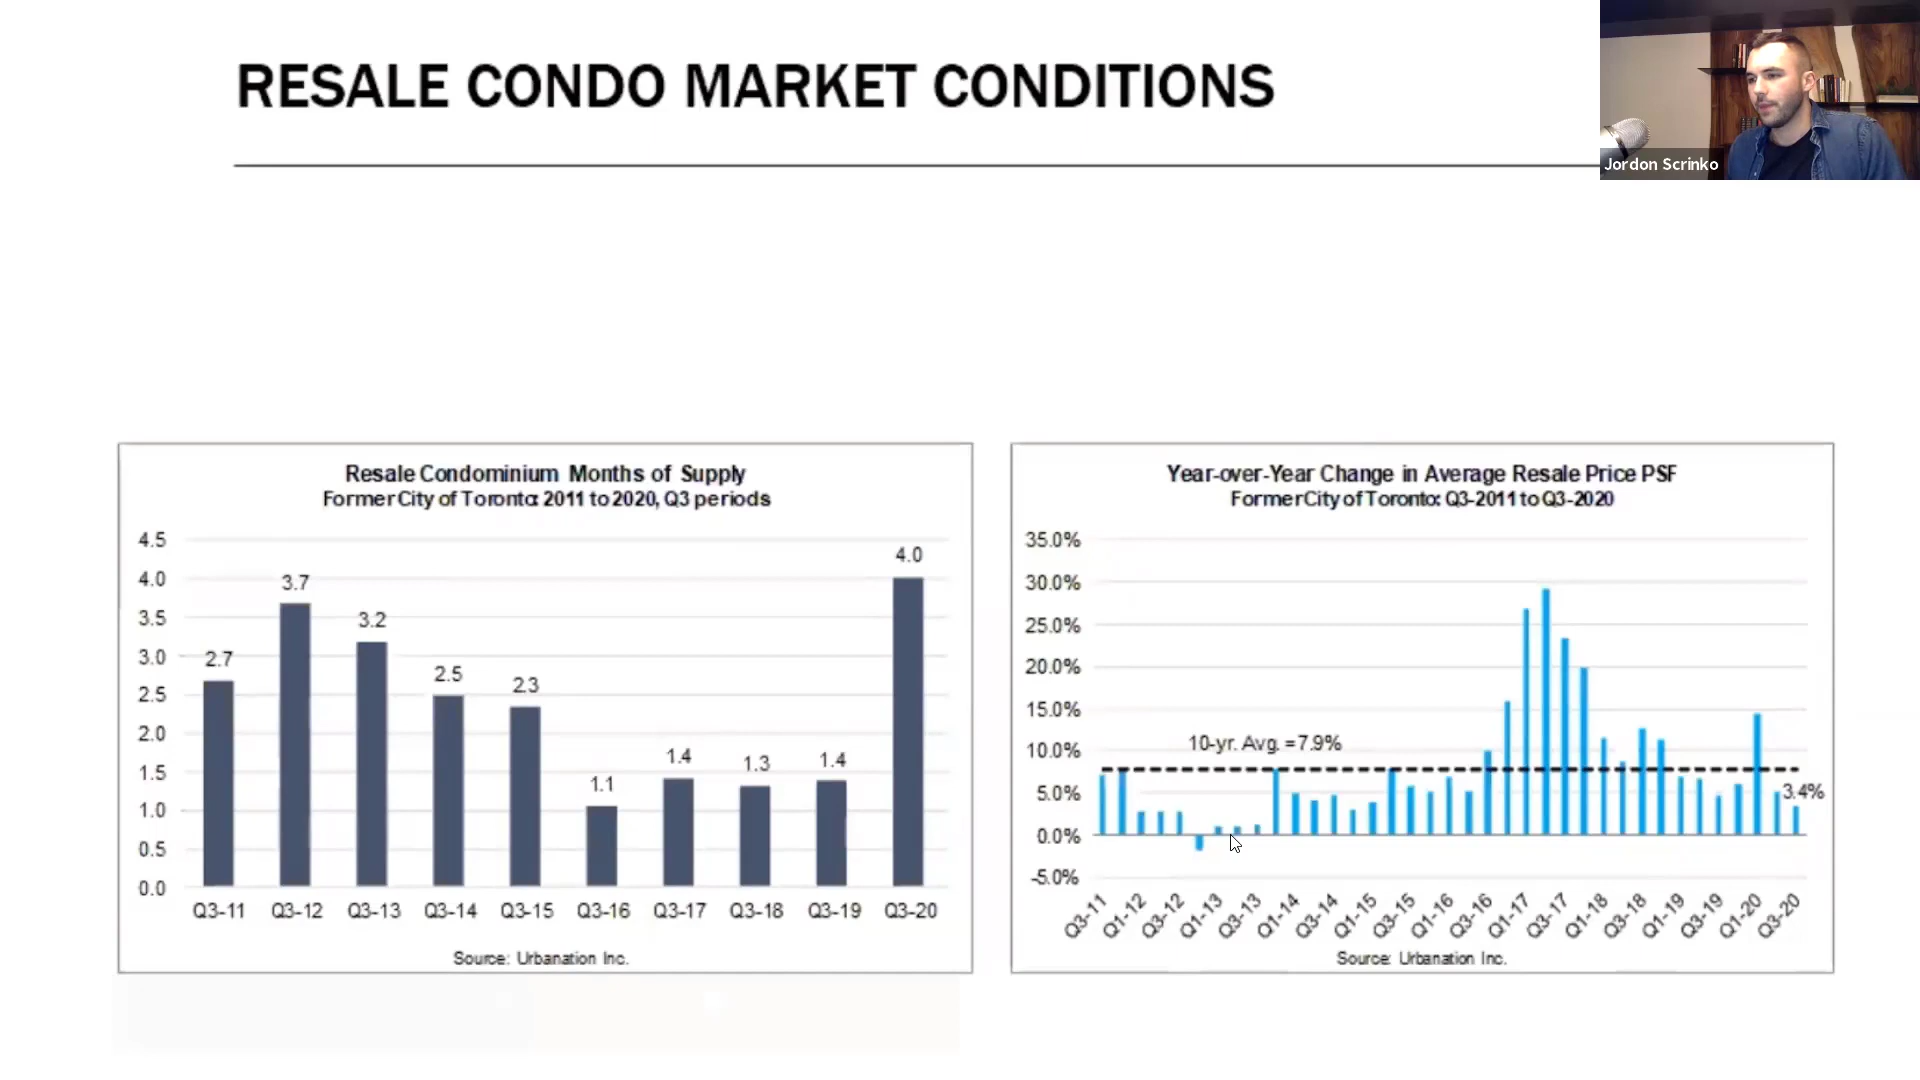 RESALE CONDO MARKET CONDITIONS
Jordon Scrinko
Resale Condominium Months of Supply
Former City of Toronto: 2011 to 2020, Q3 periods
4.5
4.0
3.5
3.0
2.5
2.0
1.5
1.0
0.5
0.0
2.7
3.7
3.2
2.5
2.3
1.1
1.4
1.3
1.4
4.0
Q3-11 Q3-12 Q3-13 Q3-14 Q3-15 Q3-16 Q3-17 Q3-18 Q3-19 Q3-20
Source: Urbanation Inc.
Year-over-Year Change in Average Resale Price PSF
Former City of Toronto: Q3-2011 to Q3-2020
35.0%
30.0%
25.0%
20.0%
15.0%
10.0%
5.0%
0.0%
-5.0%
10-yr. Avg. = 7.9%
3.4%
Q3-11 Q1-12 Q3-12 Q1-13 Q3-13 Q1-14 Q3-14 Q1-15 Q3-15 Q1-16 Q3-16 Q1-17 Q3-17 Q1-18 Q3-18 Q1-19 Q3-19 Q1-20 Q3-20
Source: Urbanation Inc.